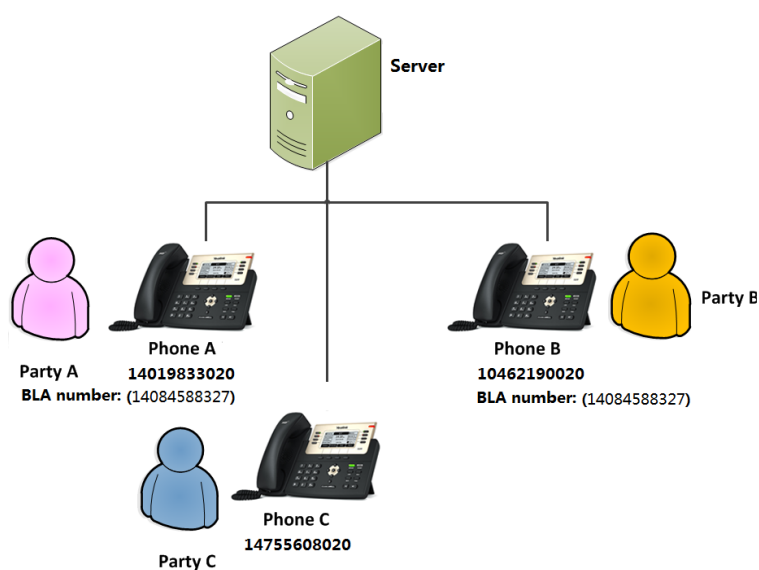 Server
Phone A
14019833020
Party A
BLA number: (14084588327)
Phone B
10462190020
Party B
BLA number: (14084588327)
Phone C
14755608020
Party C